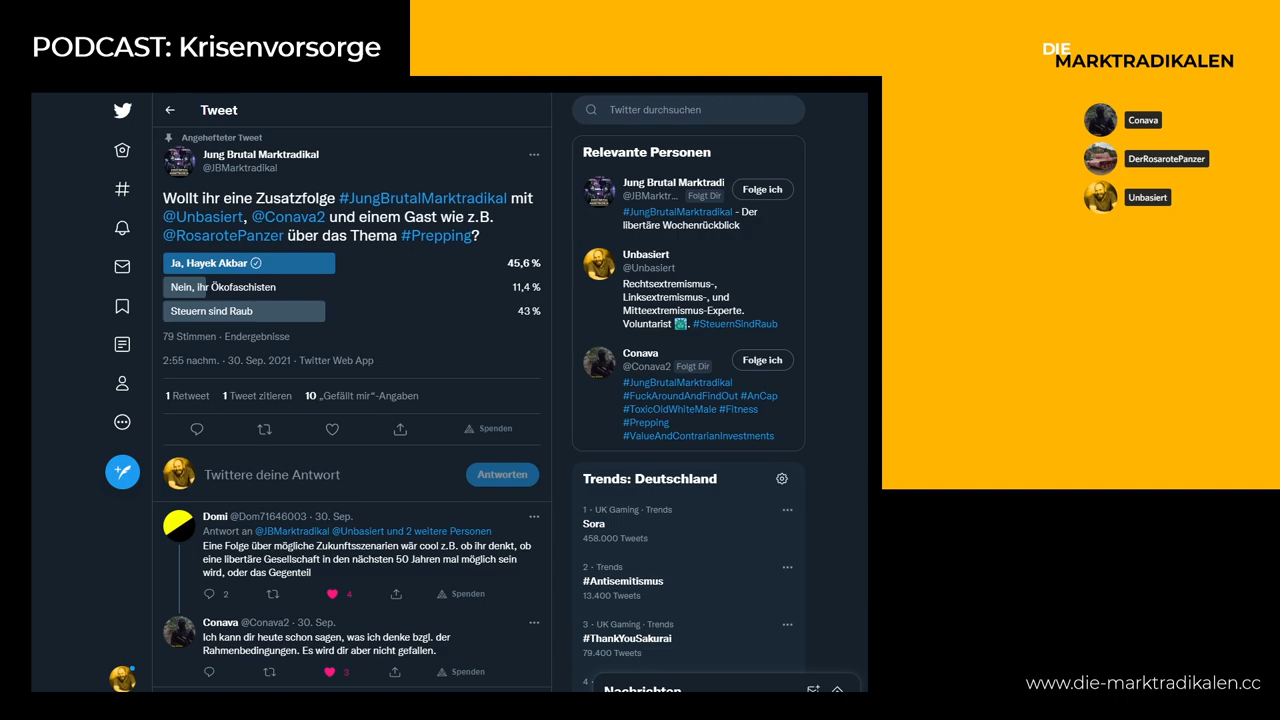 PODCAST: Krisenvorsorge
DIE
MARKTRADIKALEN
Conava
DerRosarotePanzer
Unbasiert
Tweet
Angehefteter Tweet
Jung Brutal Marktradikal
@JBMarktradikal
Wollt ihr eine Zusatzfolge #JungBrutalMarktradikal mit
@Unbasiert, @Conava2 und einem Gast wie z.B.
@RosarotePanzer über das Thema #Prepping?
Ja, Hayek Akbar 45,6 %
Nein, ihr Ökofaschisten 11,4 %
Steuern sind Raub 43 %
79 Stimmen · Endergebnisse
2:55 nachm. · 30. Sep. 2021 · Twitter Web App
1 Retweet 1 Tweet zitieren 10 „Gefällt mir“-Angaben
Spenden
Twittere deine Antwort
Antworten
Domi @Dom71646003 · 30. Sep.
Antwort an @JBMarktradikal @Unbasiert und 2 weitere Personen
Eine Folge über mögliche Zukunftsszenarien wär cool z.B. ob ihr denkt, ob
eine libertäre Gesellschaft in den nächsten 50 Jahren mal möglich sein
wird, oder das Gegenteil
2 4 Spenden
Conava @Conava2 · 30. Sep.
Ich kann dir heute schon sagen, was ich denke bzgl. der
Rahmenbedingungen. Es wird dir aber nicht gefallen.
3 Spenden
Twitter durchsuchen
Relevante Personen
Jung Brutal Marktradi
@JBMarktr... Folgt Dir
Folge ich
#JungBrutalMarktradikal - Der
libertäre Wochenrückblick
Unbasiert
@Unbasiert
Rechtsextremismus-,
Linksextremismus-, und
Mitteextremismus-Experte.
Voluntarist . #SteuernSindRaub
Conava
@Conava2 Folgt Dir
Folge ich
#JungBrutalMarktradikal
#FuckAroundAndFindOut #AnCap
#ToxicOldWhiteMale #Fitness
#Prepping
#ValueAndContrarianInvestments
Trends: Deutschland
1 · UK Gaming · Trends
Sora
458.000 Tweets
2 · Trends
#Antisemitismus
13.400 Tweets
3 · UK Gaming · Trends
#ThankYouSakurai
79.400 Tweets
4 ·
Nachrichten
www.die-marktradikalen.cc